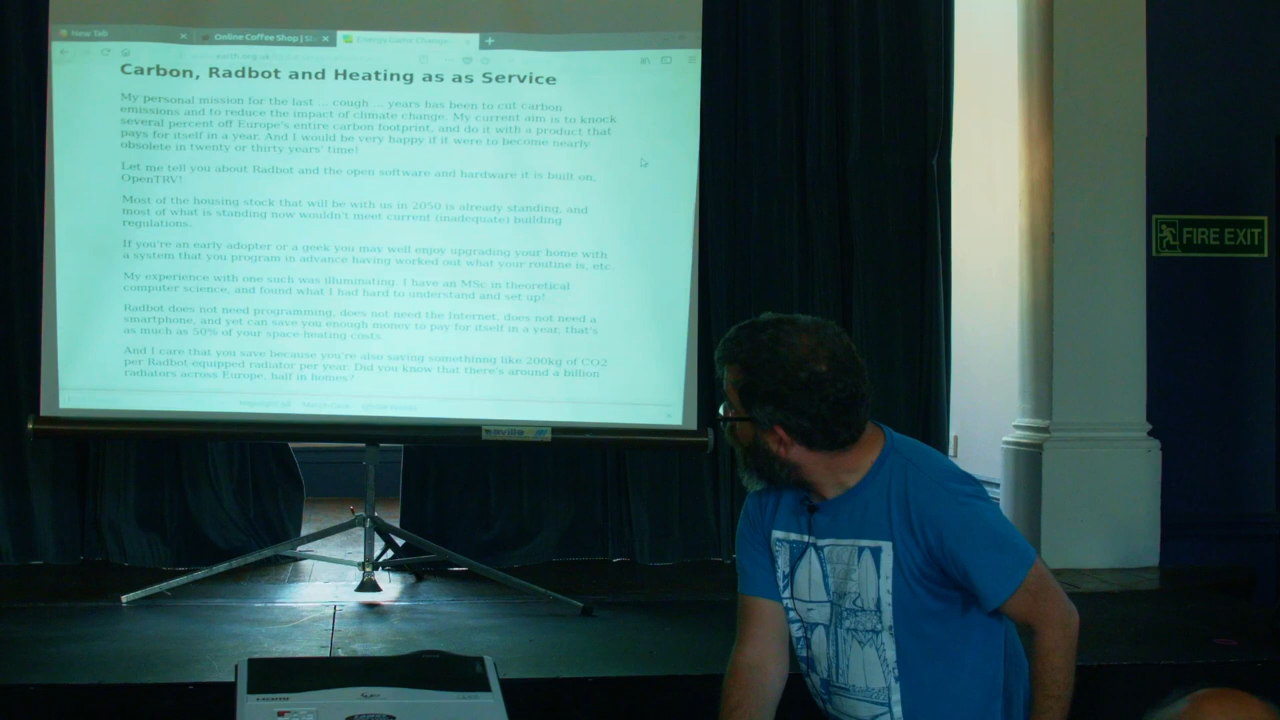 New Tab
Online Coffee Shop | St
Energy Game Change
earth.org.uk
Carbon, Radbot and Heating as as Service
My personal mission for the last ... cough ... years has been to cut carbon
emissions and to reduce the impact of climate change. My current aim is to knock
several percent off Europe's entire carbon footprint, and do it with a product that
pays for itself in a year. And I would be very happy if it were to become nearly
obsolete in twenty or thirty years' time!
Let me tell you about Radbot and the open software and hardware it is built on,
OpenTRV!
Most of the housing stock that will be with us in 2050 is already standing, and
most of what is standing now wouldn't meet current (inadequate) building
regulations.
If you're an early adopter or a geek you may well enjoy upgrading your home with
a system that you program in advance having worked out what your routine is, etc.
My experience with one such was illuminating. I have an MSc in theoretical
computer science, and found what I had hard to understand and set up!
Radbot does not need programming, does not need the Internet, does not need a
smartphone, and yet can save you enough money to pay for itself in a year, that's
as much as 50% of your space-heating costs.
And I care that you save because you're also saving somethinng like 200kg of CO2
per Radbot-equipped radiator per year. Did you know that there's around a billion
radiators across Europe, half in homes?
saville
FIRE EXIT